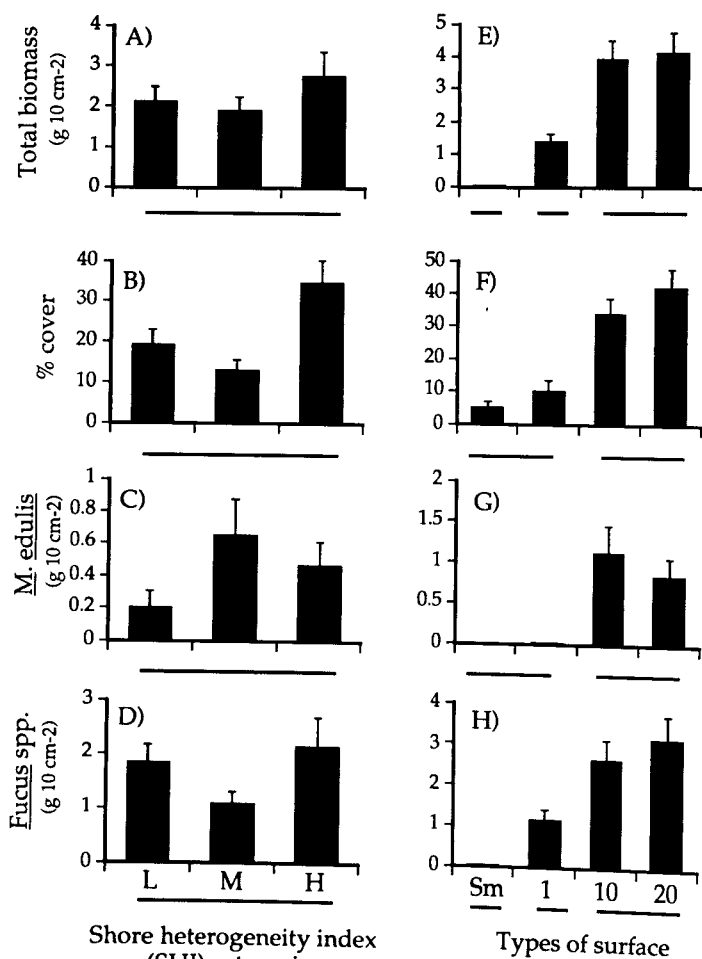 A)
Total biomass
(g 10 cm-2)
4
3
2
1
0
E)
5
4
3
2
1
0
B)
% cover
40
30
20
10
0
F)
50
40
30
20
10
0
C)
M. edulis
(g 10 cm-2)
1
0.8
0.6
0.4
0.2
0
G)
2
1.5
1
0.5
0
D)
Fucus spp.
(g 10 cm-2)
3
2
1
0
L M H
Shore heterogeneity index
H)
4
3
2
1
0
Sm 1 10 20
Types of surface